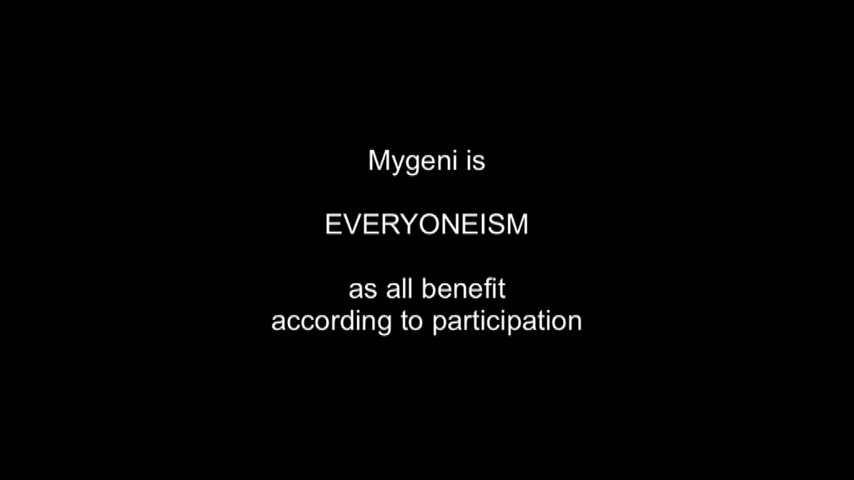 Mygeni is
EVERYONEISM
as all benefit
according to participation